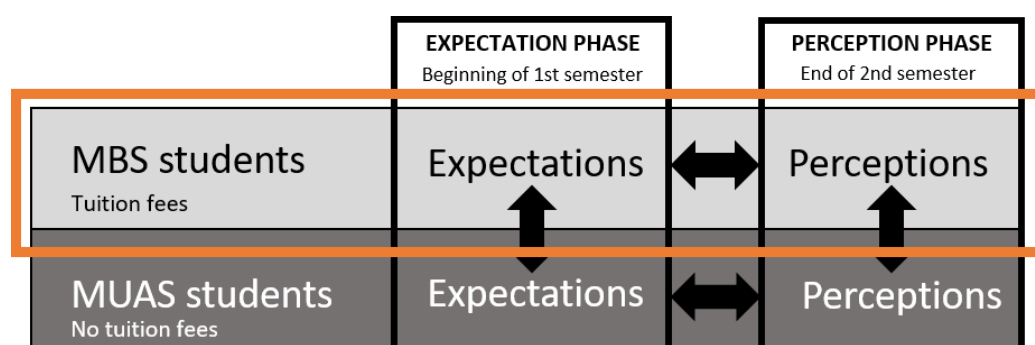 EXPECTATION PHASE
Beginning of 1st semester
PERCEPTION PHASE
End of 2nd semester
MBS students
Tuition fees
Expectations
Perceptions
MUAS students
No tuition fees
Expectations
Perceptions